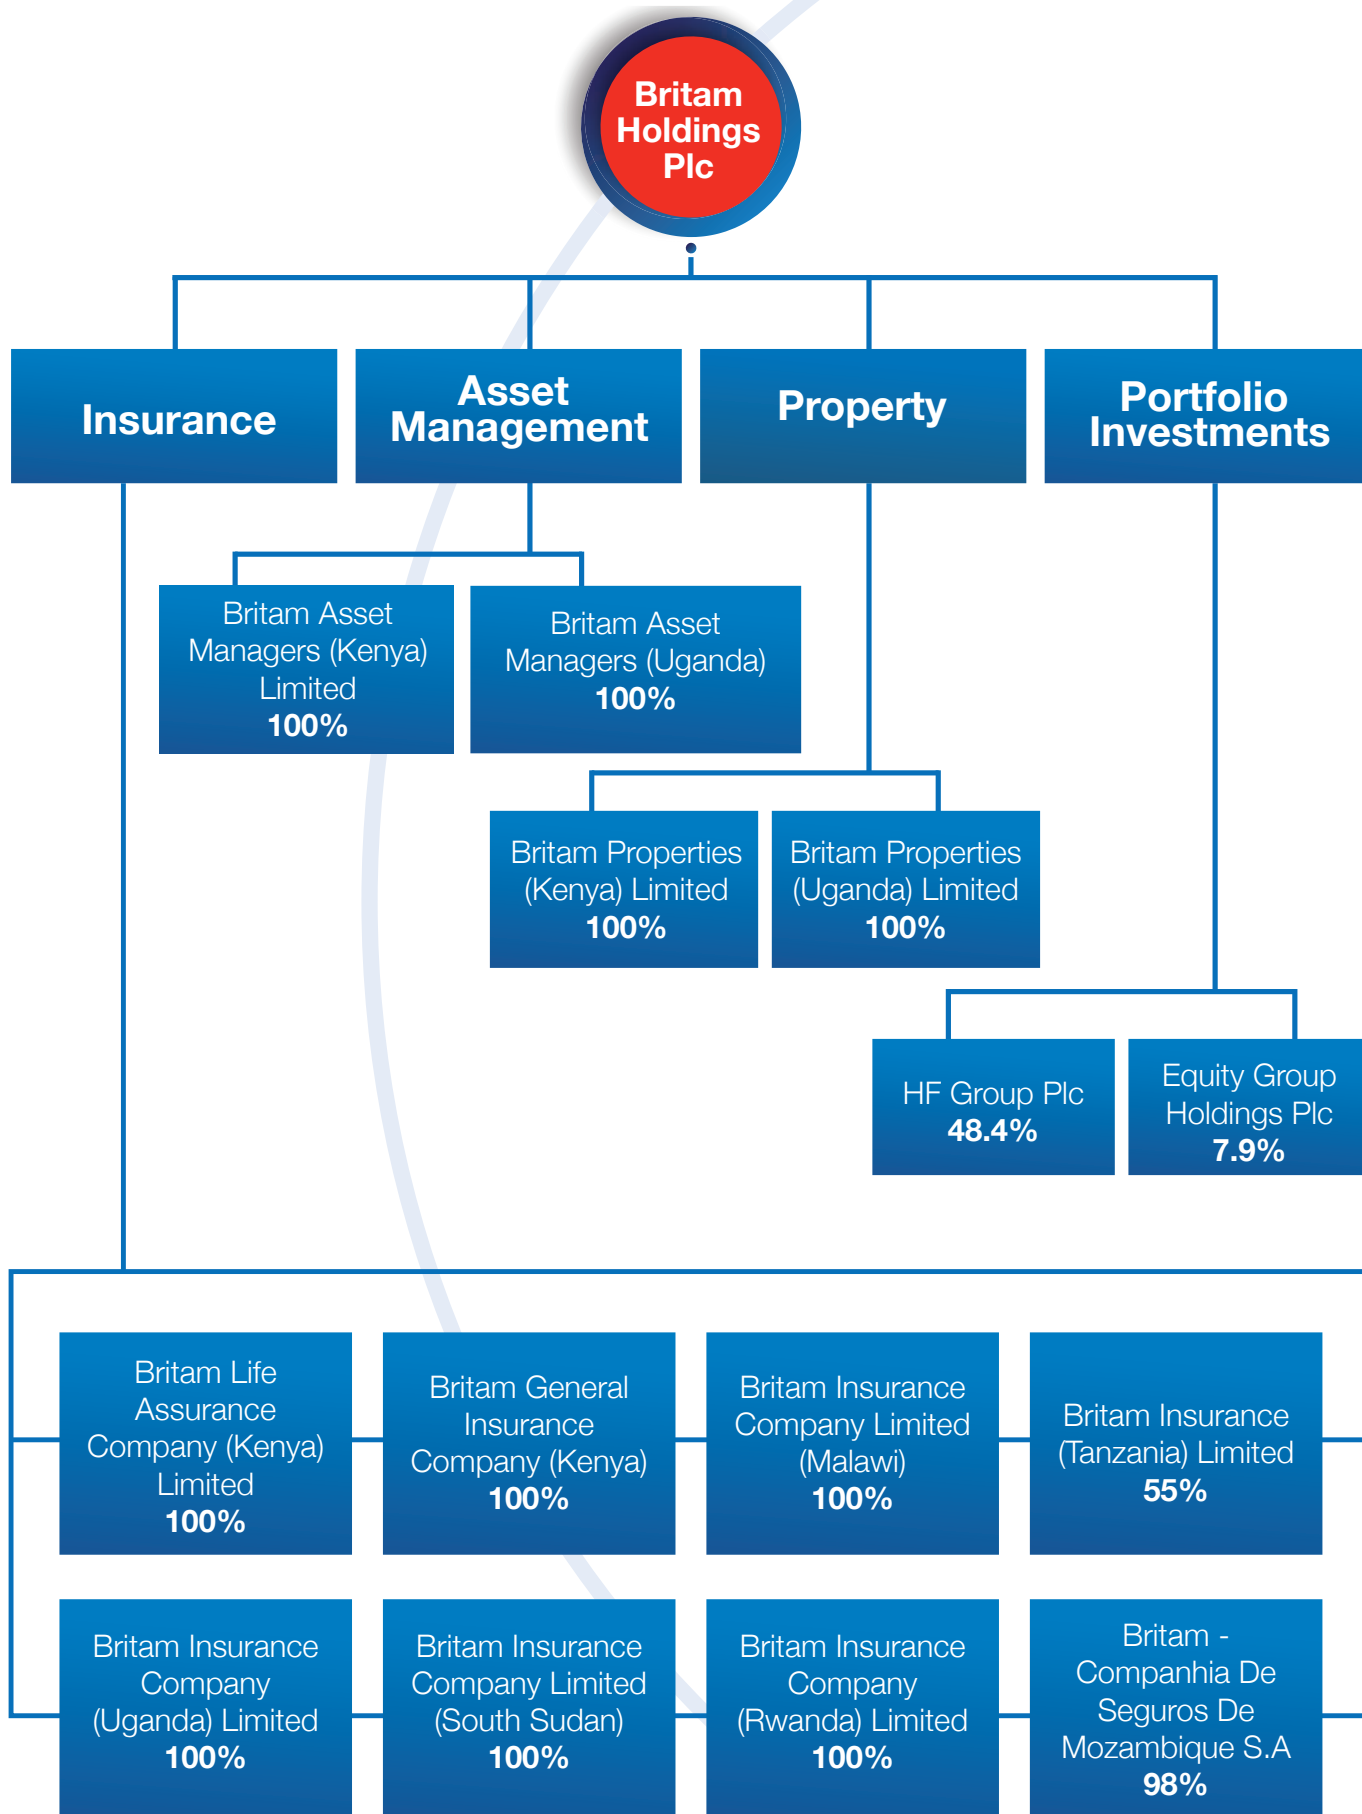 Britam
Holdings
Plc
Insurance
Asset
Management
Property
Portfolio
Investments
Britam Asset
Managers (Kenya)
Limited
100%
Britam Asset
Managers (Uganda)
100%
Britam Properties
(Kenya) Limited
100%
Britam Properties
(Uganda) Limited
100%
HF Group Plc
48.4%
Equity Group
Holdings Plc
7.9%
Britam Life
Assurance
Company (Kenya)
Limited
100%
Britam General
Insurance
Company (Kenya)
100%
Britam Insurance
Company Limited
(Malawi)
100%
Britam Insurance
(Tanzania) Limited
55%
Britam Insurance
Company
(Uganda) Limited
100%
Britam Insurance
Company Limited
(South Sudan)
100%
Britam Insurance
Company
(Rwanda) Limited
100%
Britam -
Companhia De
Seguros De
Mozambique S.A
98%